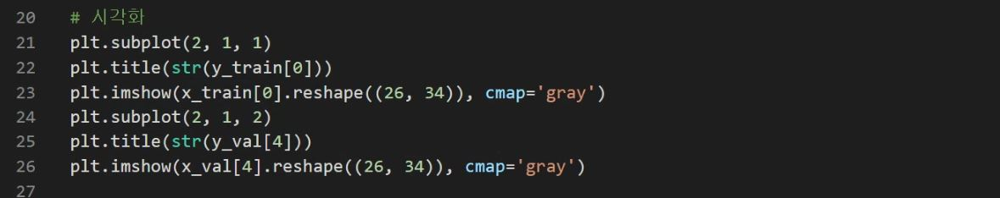 20 # 시각화
21 plt.subplot(2, 1, 1)
22 plt.title(str(y_train[0]))
23 plt.imshow(x_train[0].reshape((26, 34)), cmap='gray')
24 plt.subplot(2, 1, 2)
25 plt.title(str(y_val[4]))
26 plt.imshow(x_val[4].reshape((26, 34)), cmap='gray')
27